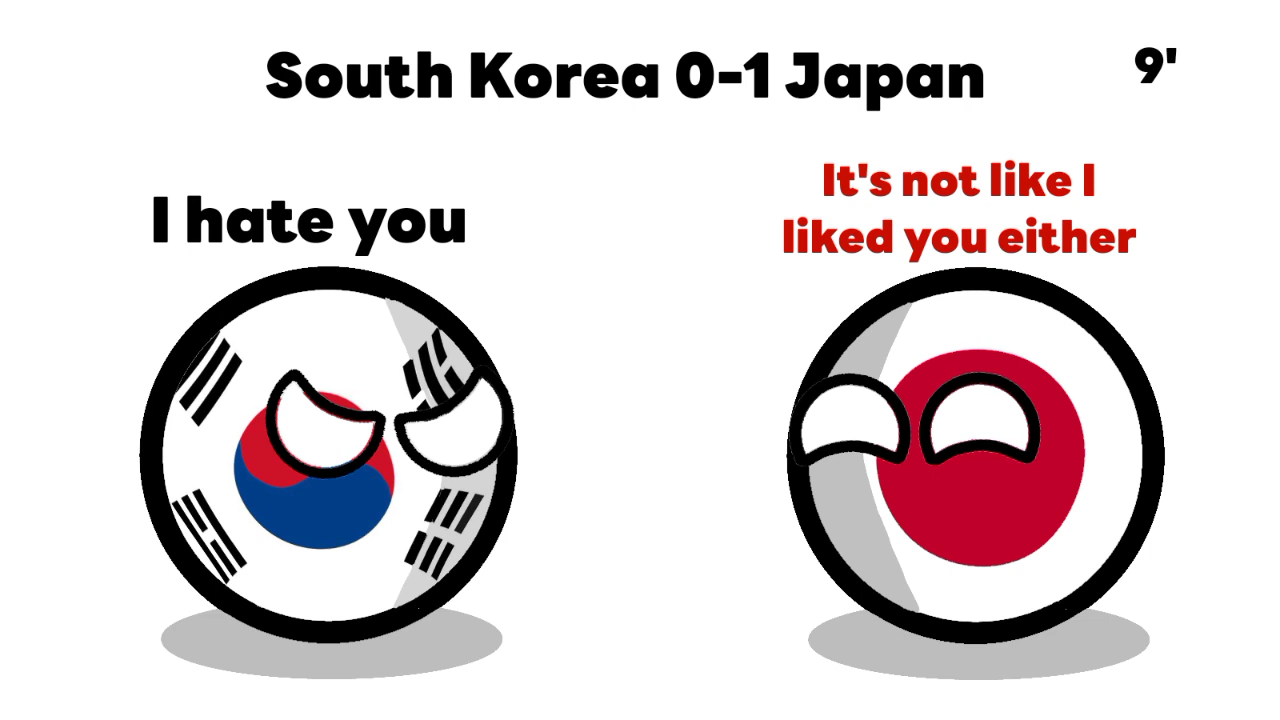 South Korea 0-1 Japan
9'
I hate you
It's not like I
liked you either